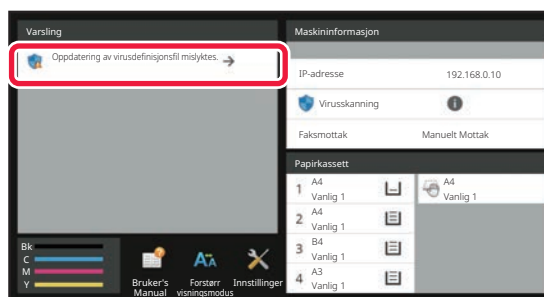 Varsling
Oppdatering av virusdefinisjonsfil mislyktes.
Maskininformasjon
IP-adresse 192.168.0.10
Virusskanning
Faksmottak Manuelt Mottak
Papirkassett
1 A4
Vanlig 1
A4
Vanlig 1
2 A4
Vanlig 1
3 B4
Vanlig 1
4 A3
Vanlig 1
Bk
C
M
Y
Bruker's
Manual
Forstørr
visningsmodus
Innstillinger